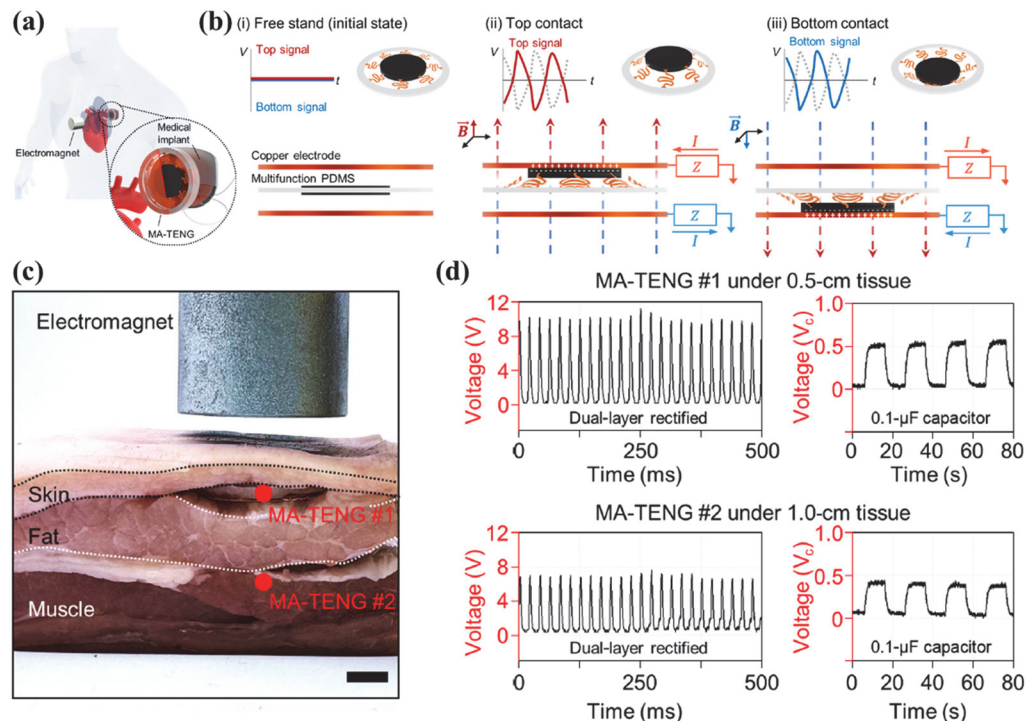 (a)
Electromagnet
Medical
implant
MA-TENG
(b)
(i) Free stand (initial state)
V
Top signal
t
Bottom signal
Copper electrode
Multifunction PDMS
(ii) Top contact
V
Top signal
t
B
I
Z
Z
I
(iii) Bottom contact
V
Bottom signal
t
B
I
Z
Z
I
(c)
Electromagnet
Skin
MA-TENG #1
Fat
MA-TENG #2
Muscle
(d)
MA-TENG #1 under 0.5-cm tissue
Voltage (V)
12
8
4
0
Dual-layer rectified
0 250 500
Time (ms)
Voltage (Vc)
1.0
0.5
0
0.1-μF capacitor
0 20 40 60 80
Time (s)
MA-TENG #2 under 1.0-cm tissue
Voltage (V)
12
8
4
0
Dual-layer rectified
0 250 500
Time (ms)
Voltage (Vc)
1.0
0.5
0
0.1-μF capacitor
0 20 40 60 80
Time (s)